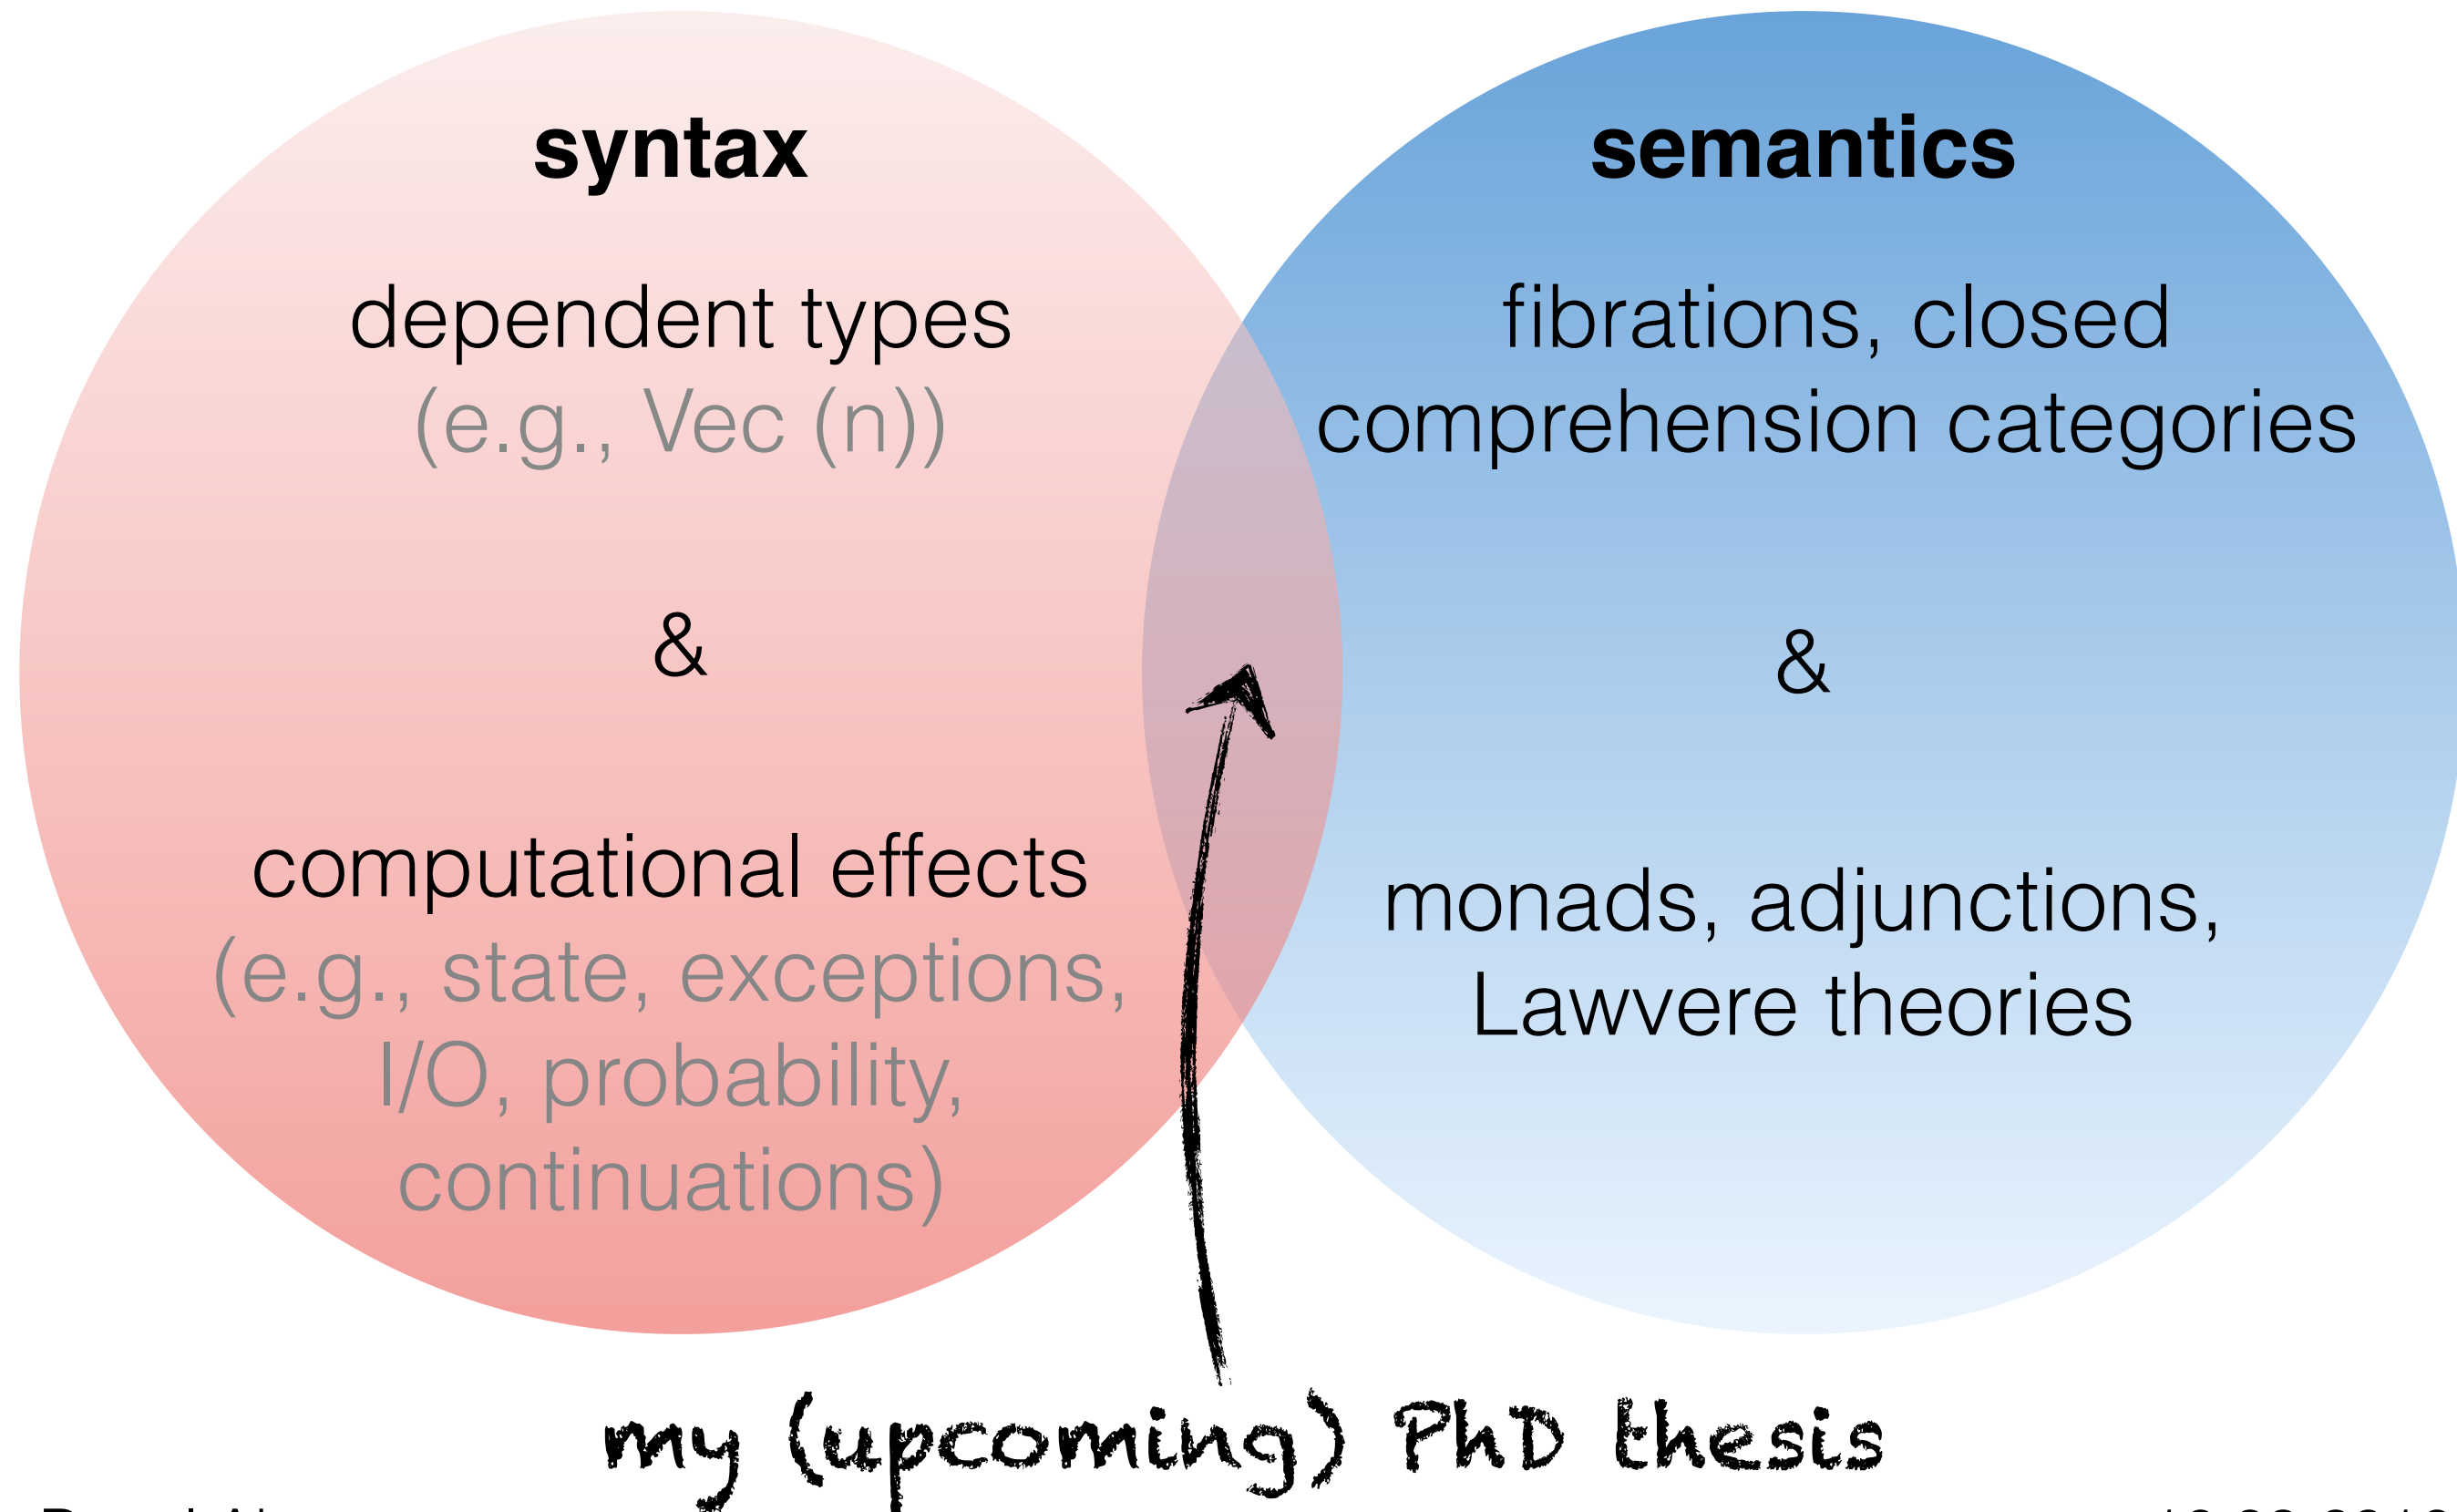 syntax
dependent types
(e.g., Vec (n))
&
computational effects
(e.g., state, exceptions,
I/O, probability,
continuations)
semantics
fibrations, closed
comprehension categories
&
monads, adjunctions,
Lawvere theories
my (upcoming) PhD thesis